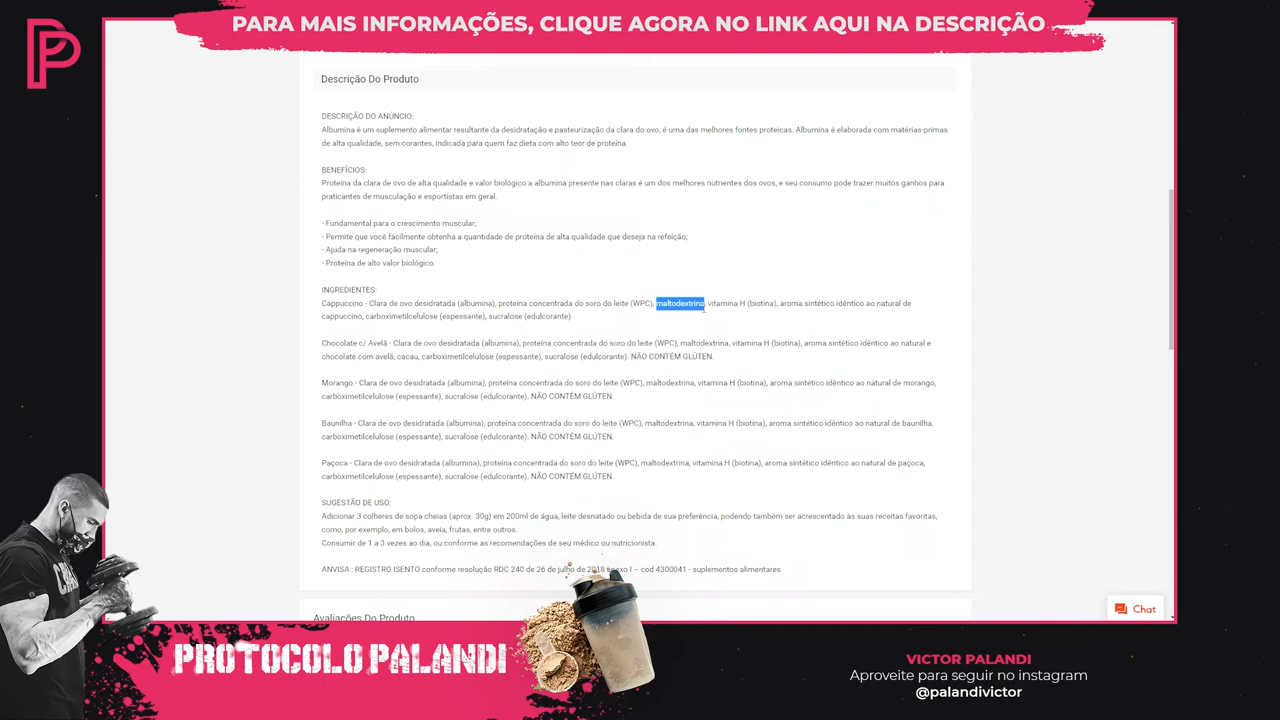 PARA MAIS INFORMAÇÕES, CLIQUE AGORA NO LINK AQUI NA DESCRIÇÃO
Descrição Do Produto
DESCRIÇÃO DO ANÚNCIO:
Albumina é um suplemento alimentar resultante da desidratação e pasteurização da clara do ovo, é uma das melhores fontes proteicas. Albumina é elaborada com matérias-primas
de alta qualidade, sem corantes, indicada para quem faz dieta com alto teor de proteína.
BENEFÍCIOS:
Proteína da clara de ovo de alta qualidade e valor biológico a albumina presente nas claras é um dos melhores nutrientes dos ovos, e seu consumo pode trazer muitos ganhos para
praticantes de musculação e esportistas em geral.
- Fundamental para o crescimento muscular;
- Permite que você facilmente obtenha a quantidade de proteína de alta qualidade que deseja na refeição;
- Ajuda na regeneração muscular;
- Proteína de alto valor biológico.
INGREDIENTES:
Cappuccino - Clara de ovo desidratada (albumina), proteína concentrada do soro do leite (WPC), maltodextrina, vitamina H (biotina), aroma sintético idêntico ao natural de
cappuccino, carboximetilcelulose (espessante), sucralose (edulcorante).
Chocolate c/ Avelã - Clara de ovo desidratada (albumina), proteína concentrada do soro do leite (WPC), maltodextrina, vitamina H (biotina), aroma sintético idêntico ao natural e
chocolate com avelã, cacau, carboximetilcelulose (espessante), sucralose (edulcorante). NÃO CONTÉM GLÚTEN.
Morango - Clara de ovo desidratada (albumina), proteína concentrada do soro do leite (WPC), maltodextrina, vitamina H (biotina), aroma sintético idêntico ao natural de morango,
carboximetilcelulose (espessante), sucralose (edulcorante). NÃO CONTÉM GLÚTEN.
Baunilha - Clara de ovo desidratada (albumina), proteína concentrada do soro do leite (WPC), maltodextrina, vitamina H (biotina), aroma sintético idêntico ao natural de baunilha,
carboximetilcelulose (espessante), sucralose (edulcorante). NÃO CONTÉM GLÚTEN.
Paçoca - Clara de ovo desidratada (albumina), proteína concentrada do soro do leite (WPC), maltodextrina, vitamina H (biotina), aroma sintético idêntico ao natural de paçoca,
carboximetilcelulose (espessante), sucralose (edulcorante). NÃO CONTÉM GLÚTEN.
SUGESTÃO DE USO:
Adicionar 3 colheres de sopa cheias (aprox. 30g) em 200ml de água, leite desnatado ou bebida de sua preferência, podendo também ser acrescentado às suas receitas favoritas,
como, por exemplo, em bolos, aveia, frutas, entre outros.
Consumir de 1 a 3 vezes ao dia, ou conforme as recomendações de seu médico ou nutricionista.
ANVISA : REGISTRO ISENTO conforme resolução RDC 240 de 26 de julho de 2018 anexo I – cod 4300041 - suplementos alimentares
Avaliações Do Produto
Chat
PROTOCOLO PALANDI
VICTOR PALANDI
Aproveite para seguir no instagram
@palandivictor